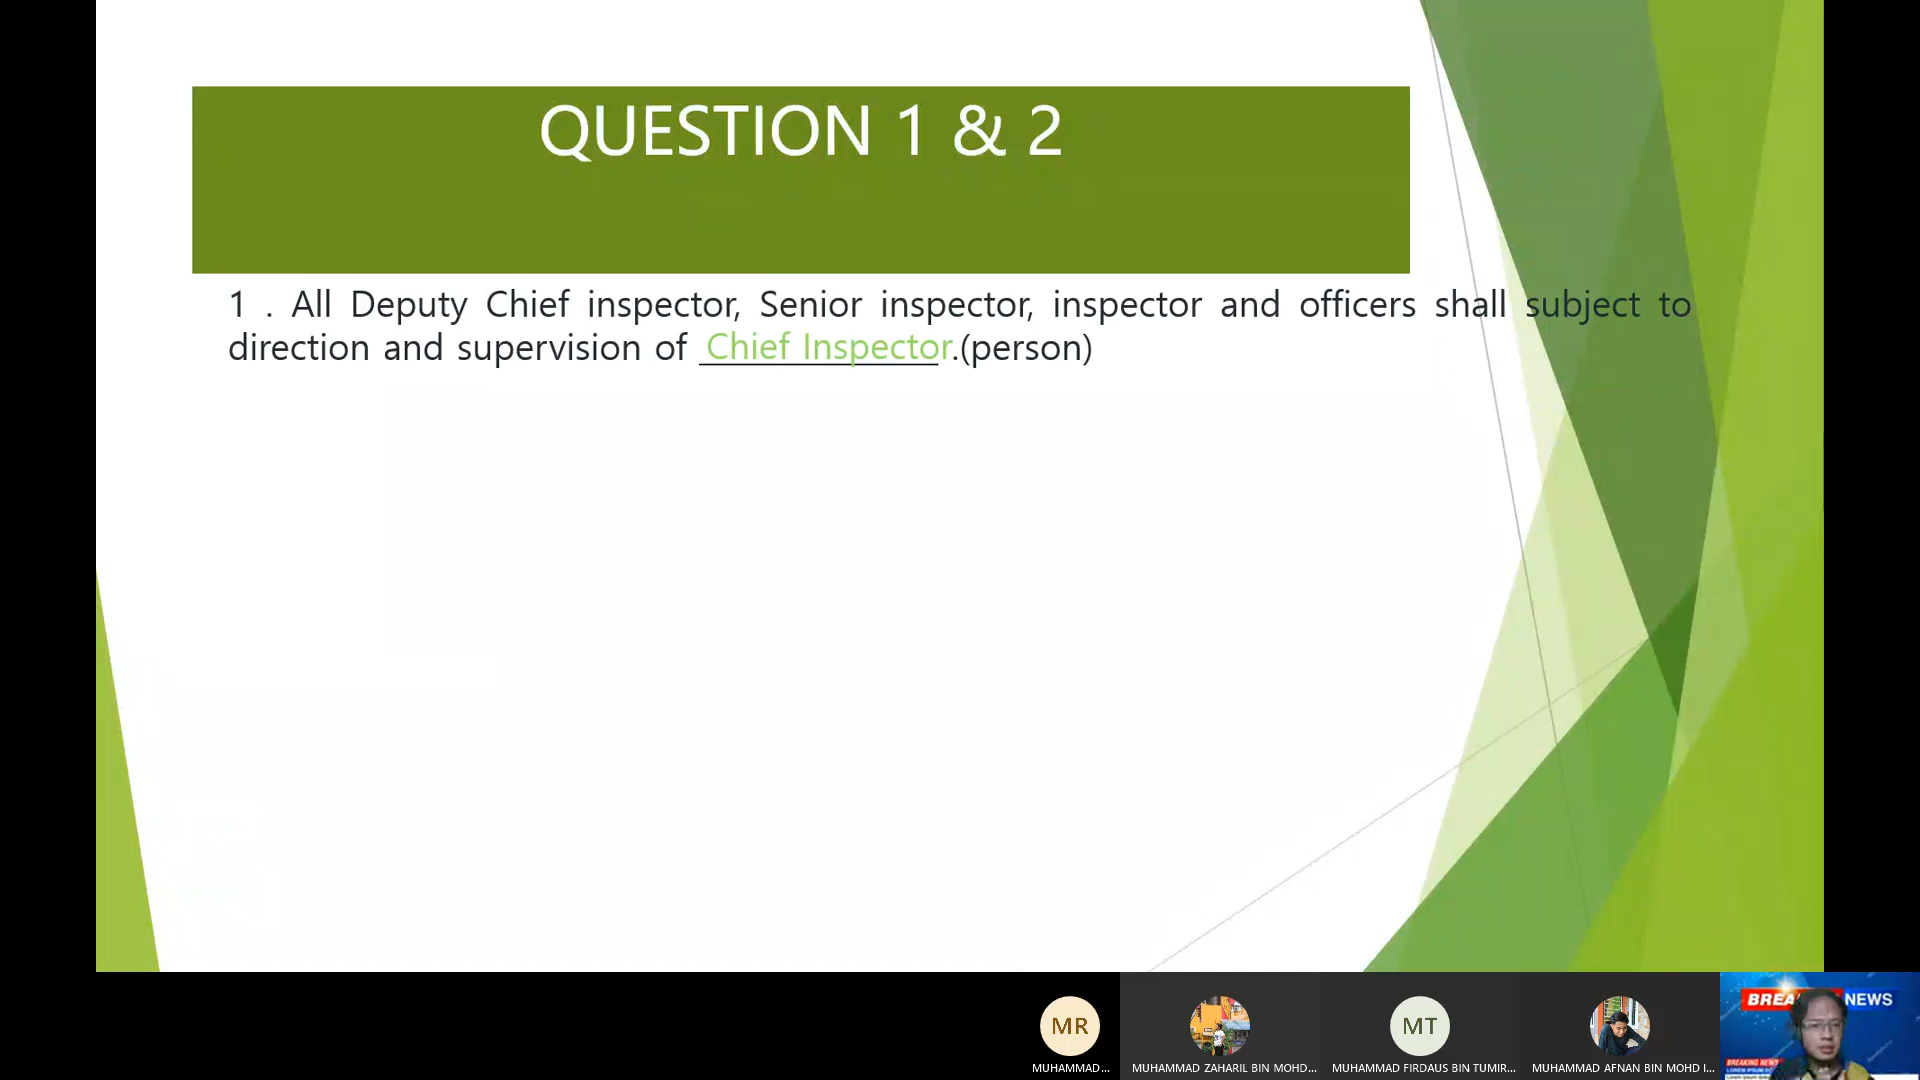 QUESTION 1 & 2
1 . All Deputy Chief inspector, Senior inspector, inspector and officers shall subject to
direction and supervision of Chief Inspector.(person)
MR
MT
MUHAMMAD...
MUHAMMAD ZAHARIL BIN MOHD...
MUHAMMAD FIRDAUS BIN TUMIR...
MUHAMMAD AFNAN BIN MOHD I...
NEWS
BREAKING NEWS